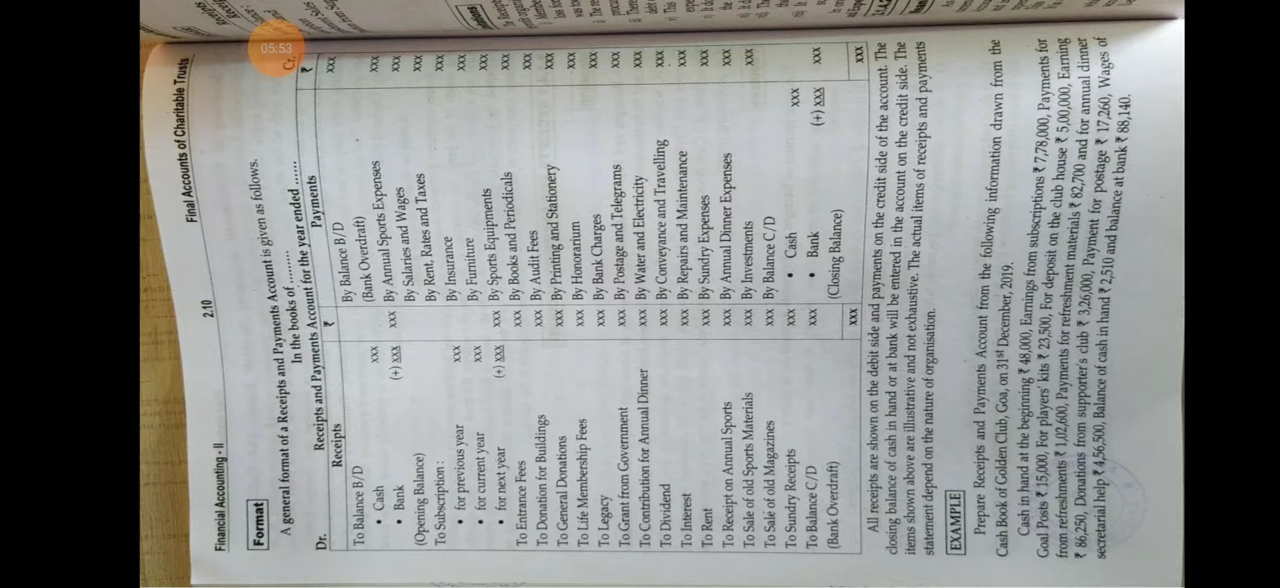 Financial Accounting - II 2.10 Final Accounts of Charitable Trusts
Format
A general format of a Receipts and Payments Account is given as follows.
In the books of .........
Receipts and Payments Account for the year ended ......
Dr. Cr.
Receipts ₹ Payments ₹
To Balance B/D By Balance B/D xxx
• Cash xxx (Bank Overdraft)
• Bank (+) xxx xxx By Annual Sports Expenses xxx
(Opening Balance) By Salaries and Wages xxx
To Subscription : By Rent, Rates and Taxes xxx
• for previous year xxx By Insurance xxx
• for current year xxx By Furniture xxx
• for next year (+) xxx xxx By Sports Equipments xxx
To Entrance Fees xxx By Books and Periodicals xxx
To Donation for Buildings xxx By Audit Fees xxx
To General Donations xxx By Printing and Stationery xxx
To Life Membership Fees xxx By Honorarium xxx
To Legacy xxx By Bank Charges xxx
To Grant from Government xxx By Postage and Telegrams xxx
To Contribution for Annual Dinner xxx By Water and Electricity xxx
To Dividend xxx By Conveyance and Travelling xxx
To Interest xxx By Repairs and Maintenance xxx
To Rent xxx By Sundry Expenses xxx
To Receipt on Annual Sports xxx By Annual Dinner Expenses xxx
To Sale of old Sports Materials xxx By Investments xxx
To Sale of old Magazines xxx By Balance C/D
To Sundry Receipts xxx • Cash xxx
To Balance C/D xxx • Bank (+) xxx xxx
(Bank Overdraft) (Closing Balance)
xxx xxx
All receipts are shown on the debit side and payments on the credit side of the account. The
closing balance of cash in hand or at bank will be entered in the account on the credit side. The
items shown above are illustrative and not exhaustive. The actual items of receipts and payments
statement depend on the nature of organisation.
EXAMPLE
Prepare Receipts and Payments Account from the following information drawn from the
Cash Book of Golden Club, Goa, on 31st December, 2019.
Cash in hand at the beginning ₹ 48,000, Earnings from subscriptions ₹ 7,78,000, Payments for
Goal Posts ₹ 15,000, For players' kits ₹ 23,500, For deposit on the club house ₹ 5,00,000, Earning
from refreshments ₹ 1,02,600, Payments for refreshment materials ₹ 82,700 and for annual dinner
₹ 86,250, Donations from supporter's club ₹ 3,26,000, Payment for postage ₹ 17,260, Wages of
secretarial help ₹ 4,56,500, Balance of cash in hand ₹ 2,510 and balance at bank ₹ 88,140.
05:53